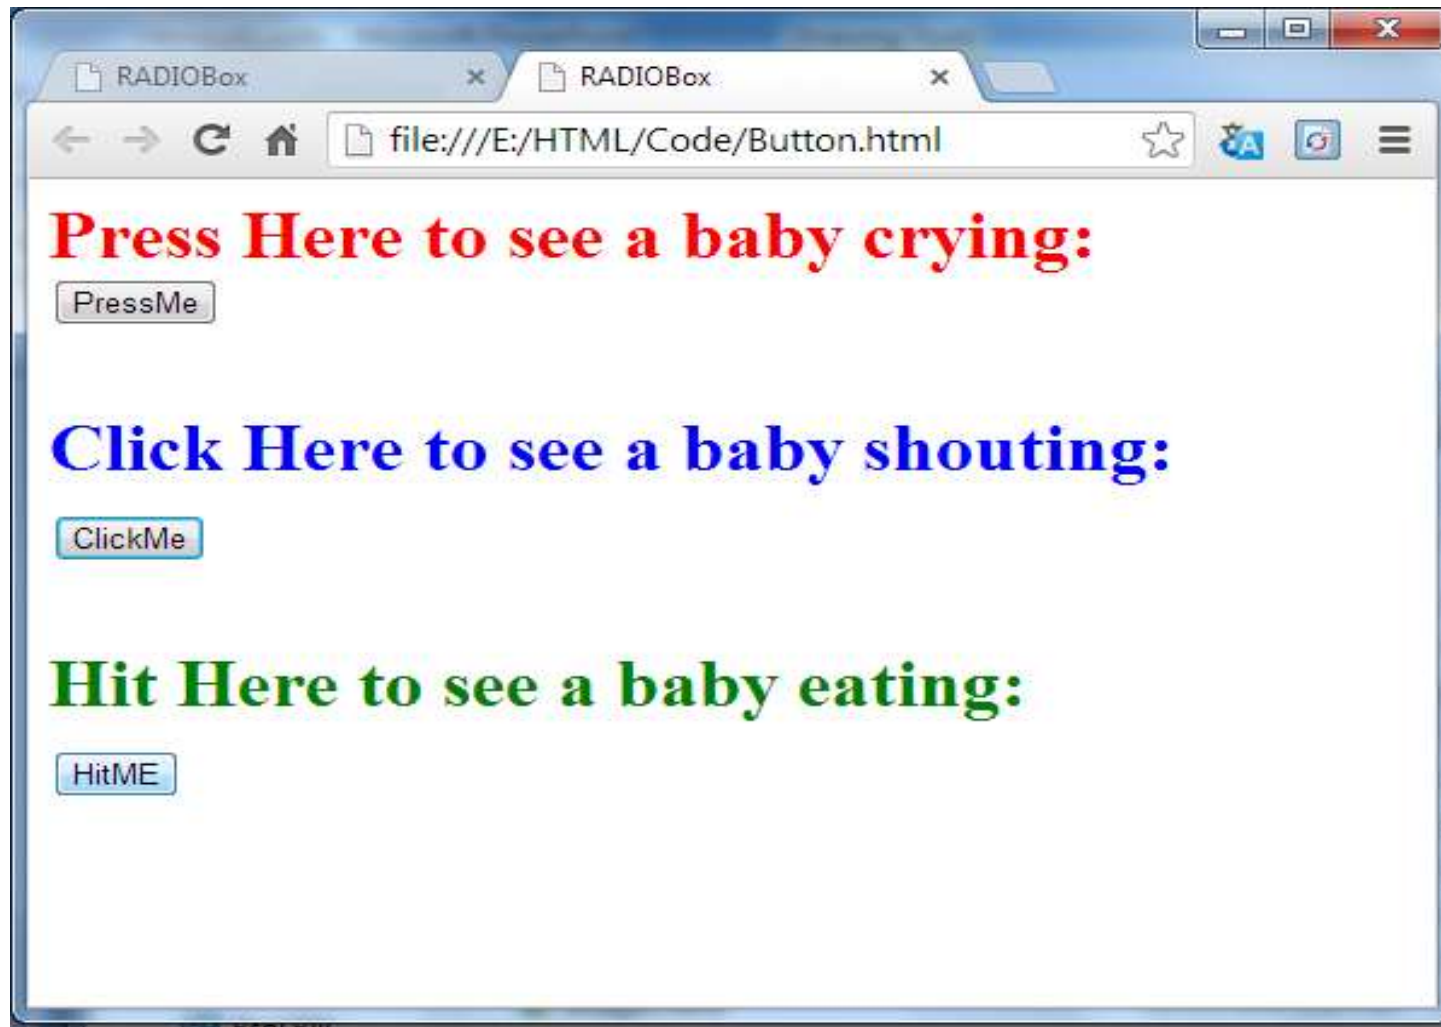 RADIOBox RADIOBox
file:///E:/HTML/Code/Button.html
Press Here to see a baby crying:
PressMe
Click Here to see a baby shouting:
ClickMe
Hit Here to see a baby eating:
HitME